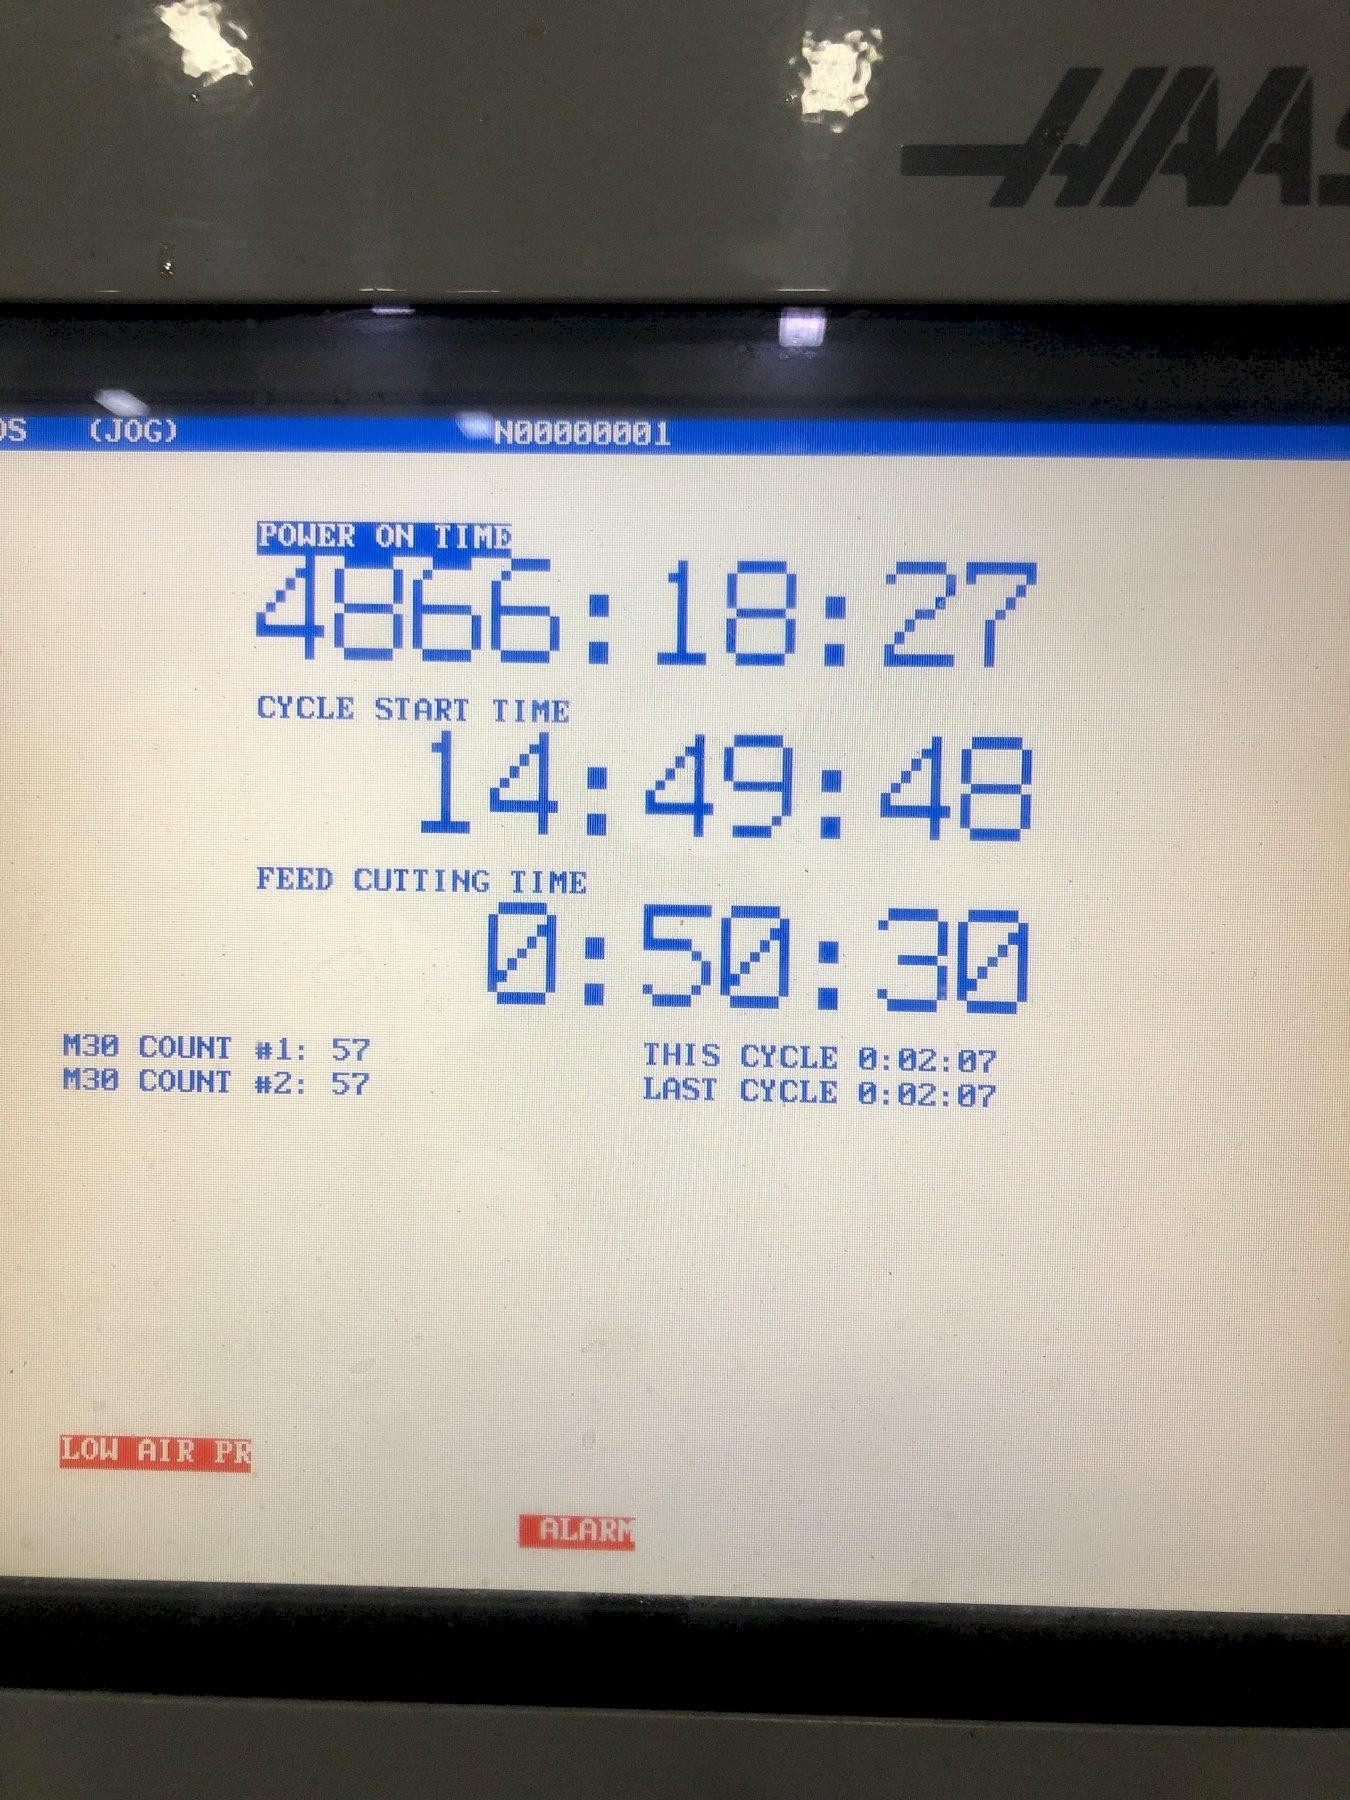 HAAS
(JOG) N00000001
POWER ON TIME
4866:18:27
CYCLE START TIME
14:49:48
FEED CUTTING TIME
0:50:30
M30 COUNT #1: 57 THIS CYCLE 0:02:07
M30 COUNT #2: 57 LAST CYCLE 0:02:07
LOW AIR PR
ALARM